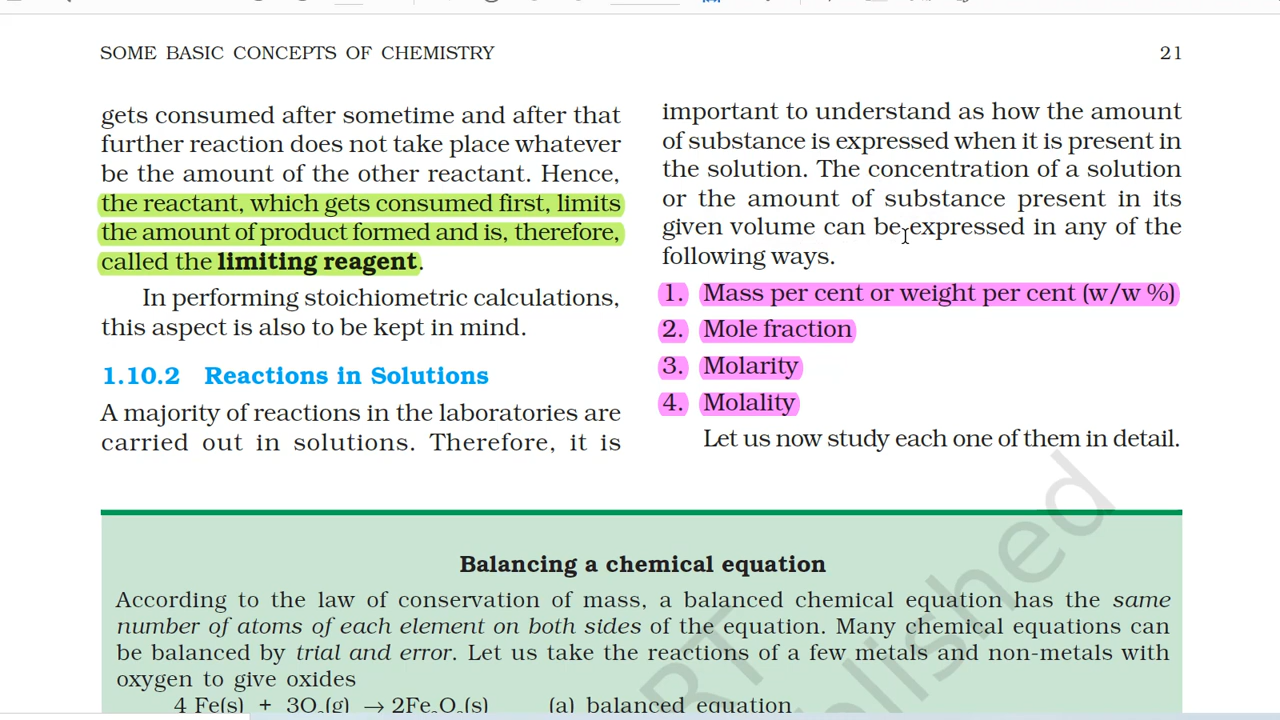 SOME BASIC CONCEPTS OF CHEMISTRY
21
gets consumed after sometime and after that
further reaction does not take place whatever
be the amount of the other reactant. Hence,
the reactant, which gets consumed first, limits
the amount of product formed and is, therefore,
called the limiting reagent.
In performing stoichiometric calculations,
this aspect is also to be kept in mind.
1.10.2 Reactions in Solutions
A majority of reactions in the laboratories are
carried out in solutions. Therefore, it is
important to understand as how the amount
of substance is expressed when it is present in
the solution. The concentration of a solution
or the amount of substance present in its
given volume can be expressed in any of the
following ways.
1. Mass per cent or weight per cent (w/w %)
2. Mole fraction
3. Molarity
4. Molality
Let us now study each one of them in detail.
Balancing a chemical equation
According to the law of conservation of mass, a balanced chemical equation has the same
number of atoms of each element on both sides of the equation. Many chemical equations can
be balanced by trial and error. Let us take the reactions of a few metals and non-metals with
oxygen to give oxides
4 Fe(s) + 3O₂(g) → 2Fe₂O₃(s) (a) balanced equation